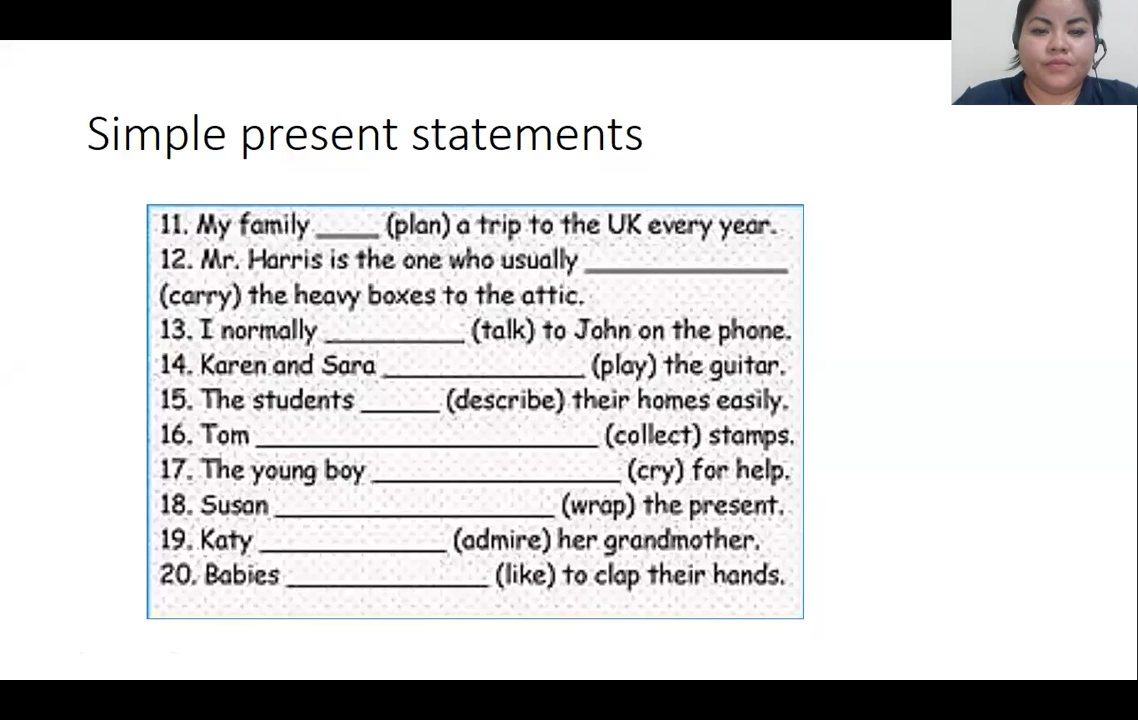 Simple present statements
11. My family _____ (plan) a trip to the UK every year.
12. Mr. Harris is the one who usually _______________
(carry) the heavy boxes to the attic.
13. I normally __________ (talk) to John on the phone.
14. Karen and Sara _______________ (play) the guitar.
15. The students ______ (describe) their homes easily.
16. Tom _________________________ (collect) stamps.
17. The young boy __________________ (cry) for help.
18. Susan ____________________ (wrap) the present.
19. Katy ______________ (admire) her grandmother.
20. Babies _______________ (like) to clap their hands.